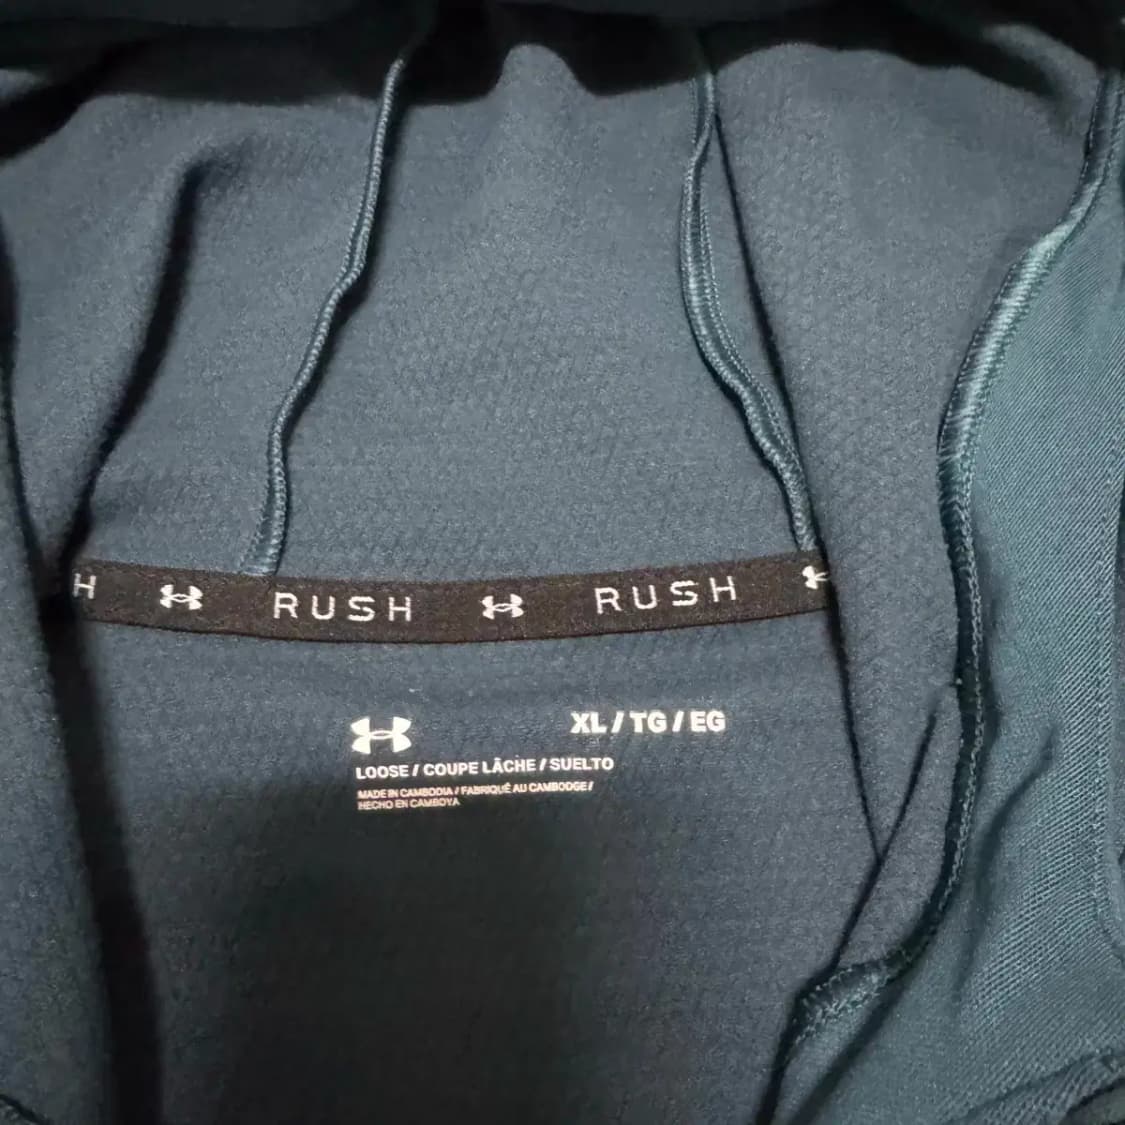 H RUSH RUSH
XL / TG / EG
LOOSE / COUPE LÂCHE / SUELTO
MADE IN CAMBODIA / FABRIQUÉ AU CAMBODGE /
HECHO EN CAMBOYA